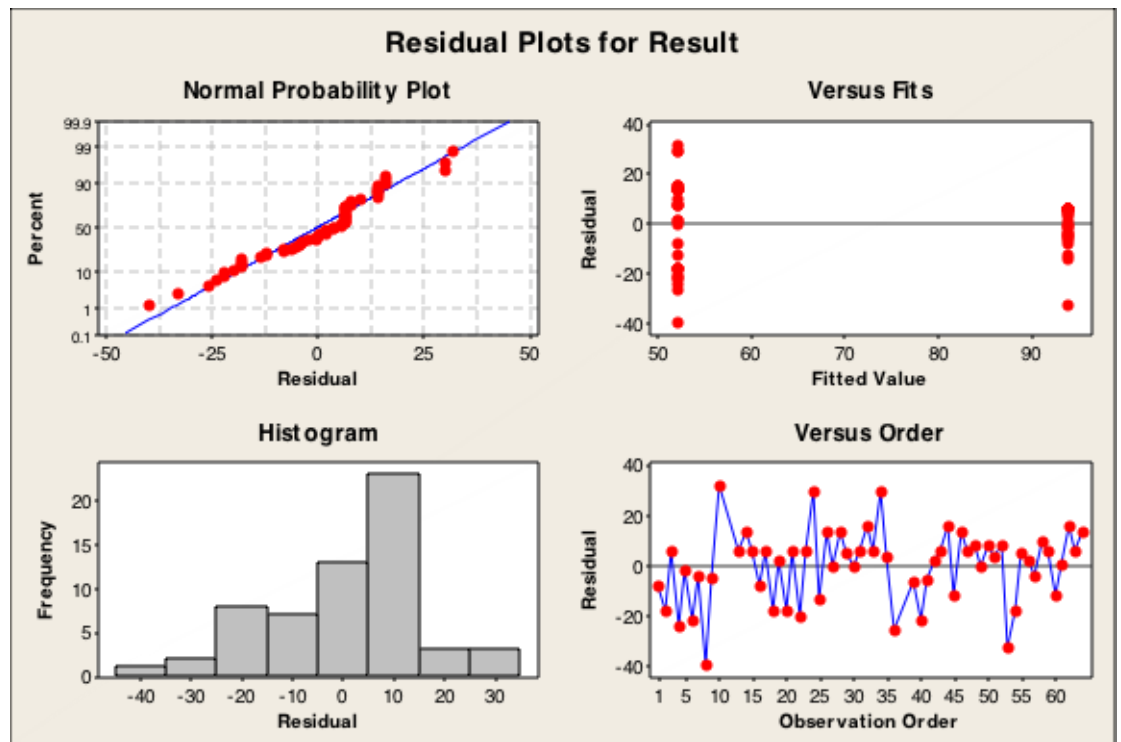 Residual Plots for Result
Normal Probability Plot
99.9
99
90
50
10
1
0.1
Percent
-50 -25 0 25 50
Residual
Versus Fits
40
20
0
-20
-40
Residual
50 60 70 80 90
Fitted Value
Histogram
20
15
10
5
0
Frequency
-40 -30 -20 -10 0 10 20 30
Residual
Versus Order
40
20
0
-20
-40
Residual
1 5 10 15 20 25 30 35 40 45 50 55 60
Observation Order